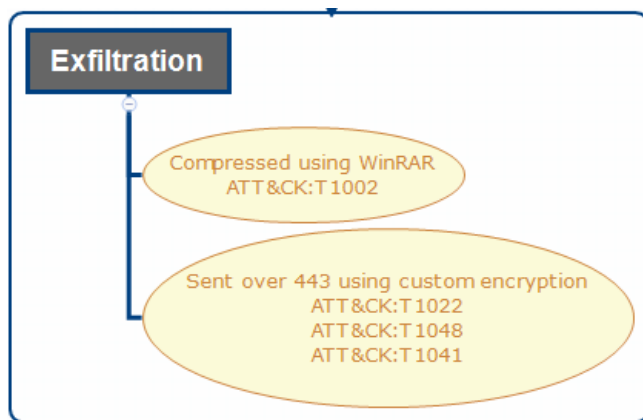 Exfiltration
Compressed using WinRAR
ATT&CK:T1002
Sent over 443 using custom encryption
ATT&CK:T1022
ATT&CK:T1048
ATT&CK:T1041